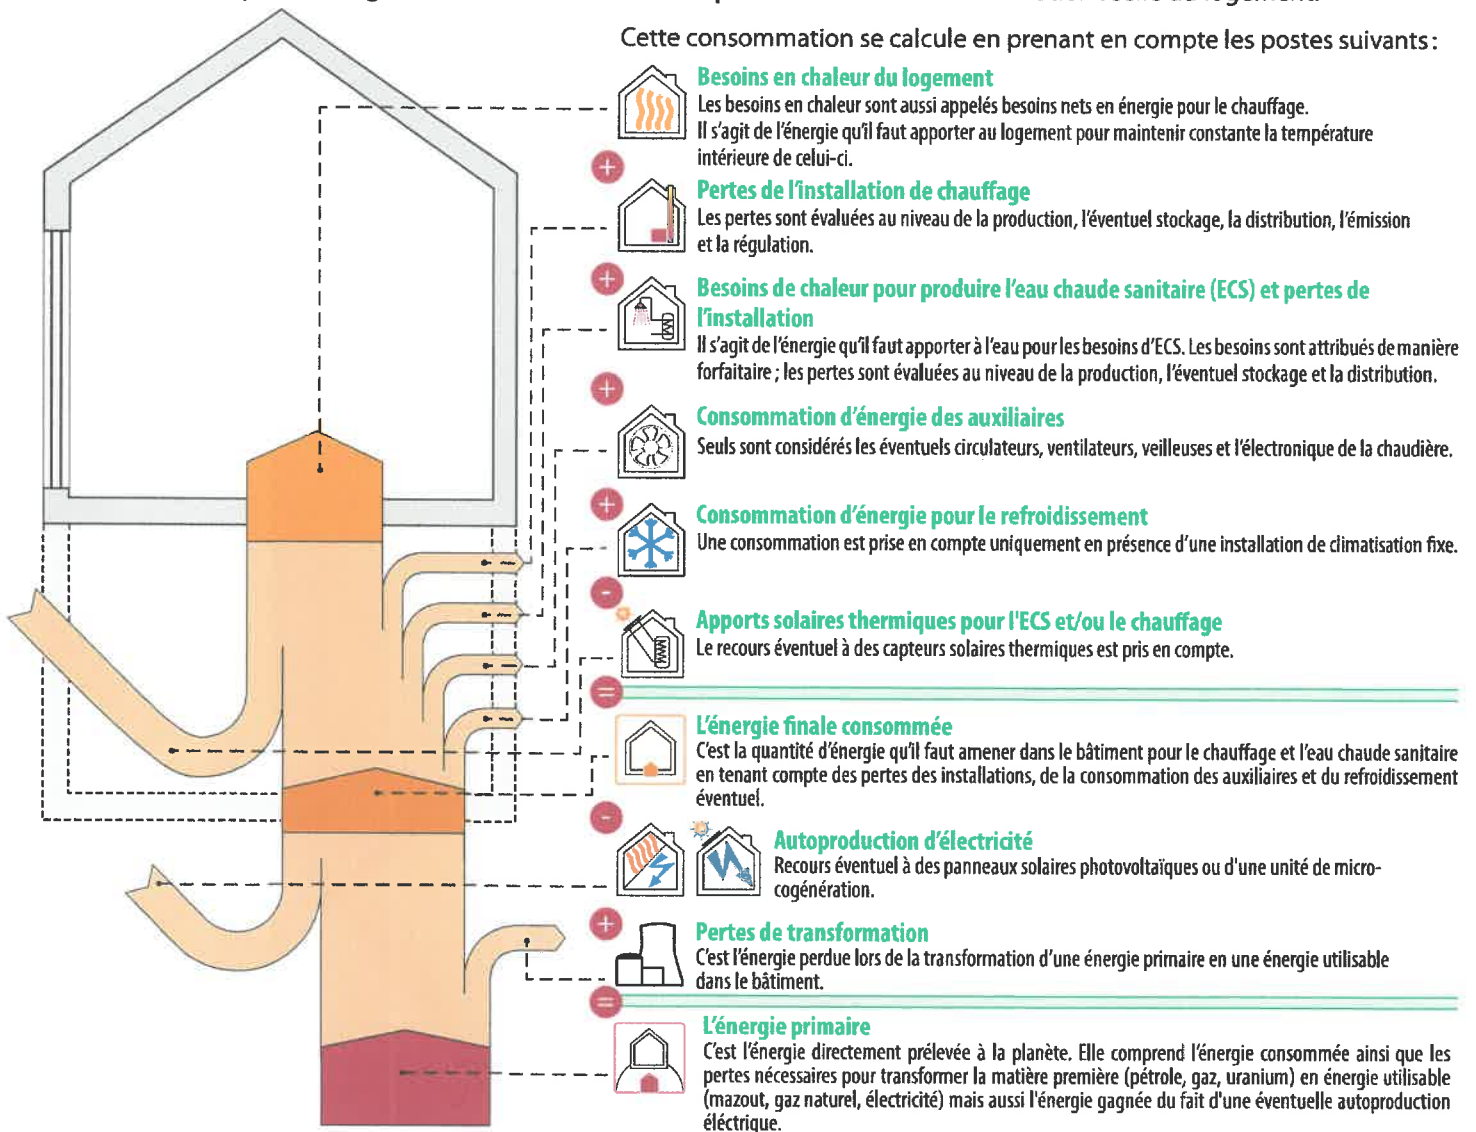 du logement.
Cette consommation se calcule en prenant en compte les postes suivants :
Besoins en chaleur du logement
Les besoins en chaleur sont aussi appelés besoins nets en énergie pour le chauffage.
Il s'agit de l'énergie qu'il faut apporter au logement pour maintenir constante la température
intérieure de celui-ci.
+
Pertes de l'installation de chauffage
Les pertes sont évaluées au niveau de la production, l'éventuel stockage, la distribution, l'émission
et la régulation.
+
Besoins de chaleur pour produire l'eau chaude sanitaire (ECS) et pertes de
l'installation
Il s'agit de l'énergie qu'il faut apporter à l'eau pour les besoins d'ECS. Les besoins sont attribués de manière
forfaitaire ; les pertes sont évaluées au niveau de la production, l'éventuel stockage et la distribution.
+
Consommation d'énergie des auxiliaires
Seuls sont considérés les éventuels circulateurs, ventilateurs, veilleuses et l'électronique de la chaudière.
+
Consommation d'énergie pour le refroidissement
Une consommation est prise en compte uniquement en présence d'une installation de climatisation fixe.
-
Apports solaires thermiques pour l'ECS et/ou le chauffage
Le recours éventuel à des capteurs solaires thermiques est pris en compte.
=
L'énergie finale consommée
C'est la quantité d'énergie qu'il faut amener dans le bâtiment pour le chauffage et l'eau chaude sanitaire
en tenant compte des pertes des installations, de la consommation des auxiliaires et du refroidissement
éventuel.
-
Autoproduction d'électricité
Recours éventuel à des panneaux solaires photovoltaïques ou d'une unité de micro-
cogénération.
+
Pertes de transformation
C'est l'énergie perdue lors de la transformation d'une énergie primaire en une énergie utilisable
dans le bâtiment.
=
L'énergie primaire
C'est l'énergie directement prélevée à la planète. Elle comprend l'énergie consommée ainsi que les
pertes nécessaires pour transformer la matière première (pétrole, gaz, uranium) en énergie utilisable
(mazout, gaz naturel, électricité) mais aussi l'énergie gagnée du fait d'une éventuelle autoproduction
éléctrique.